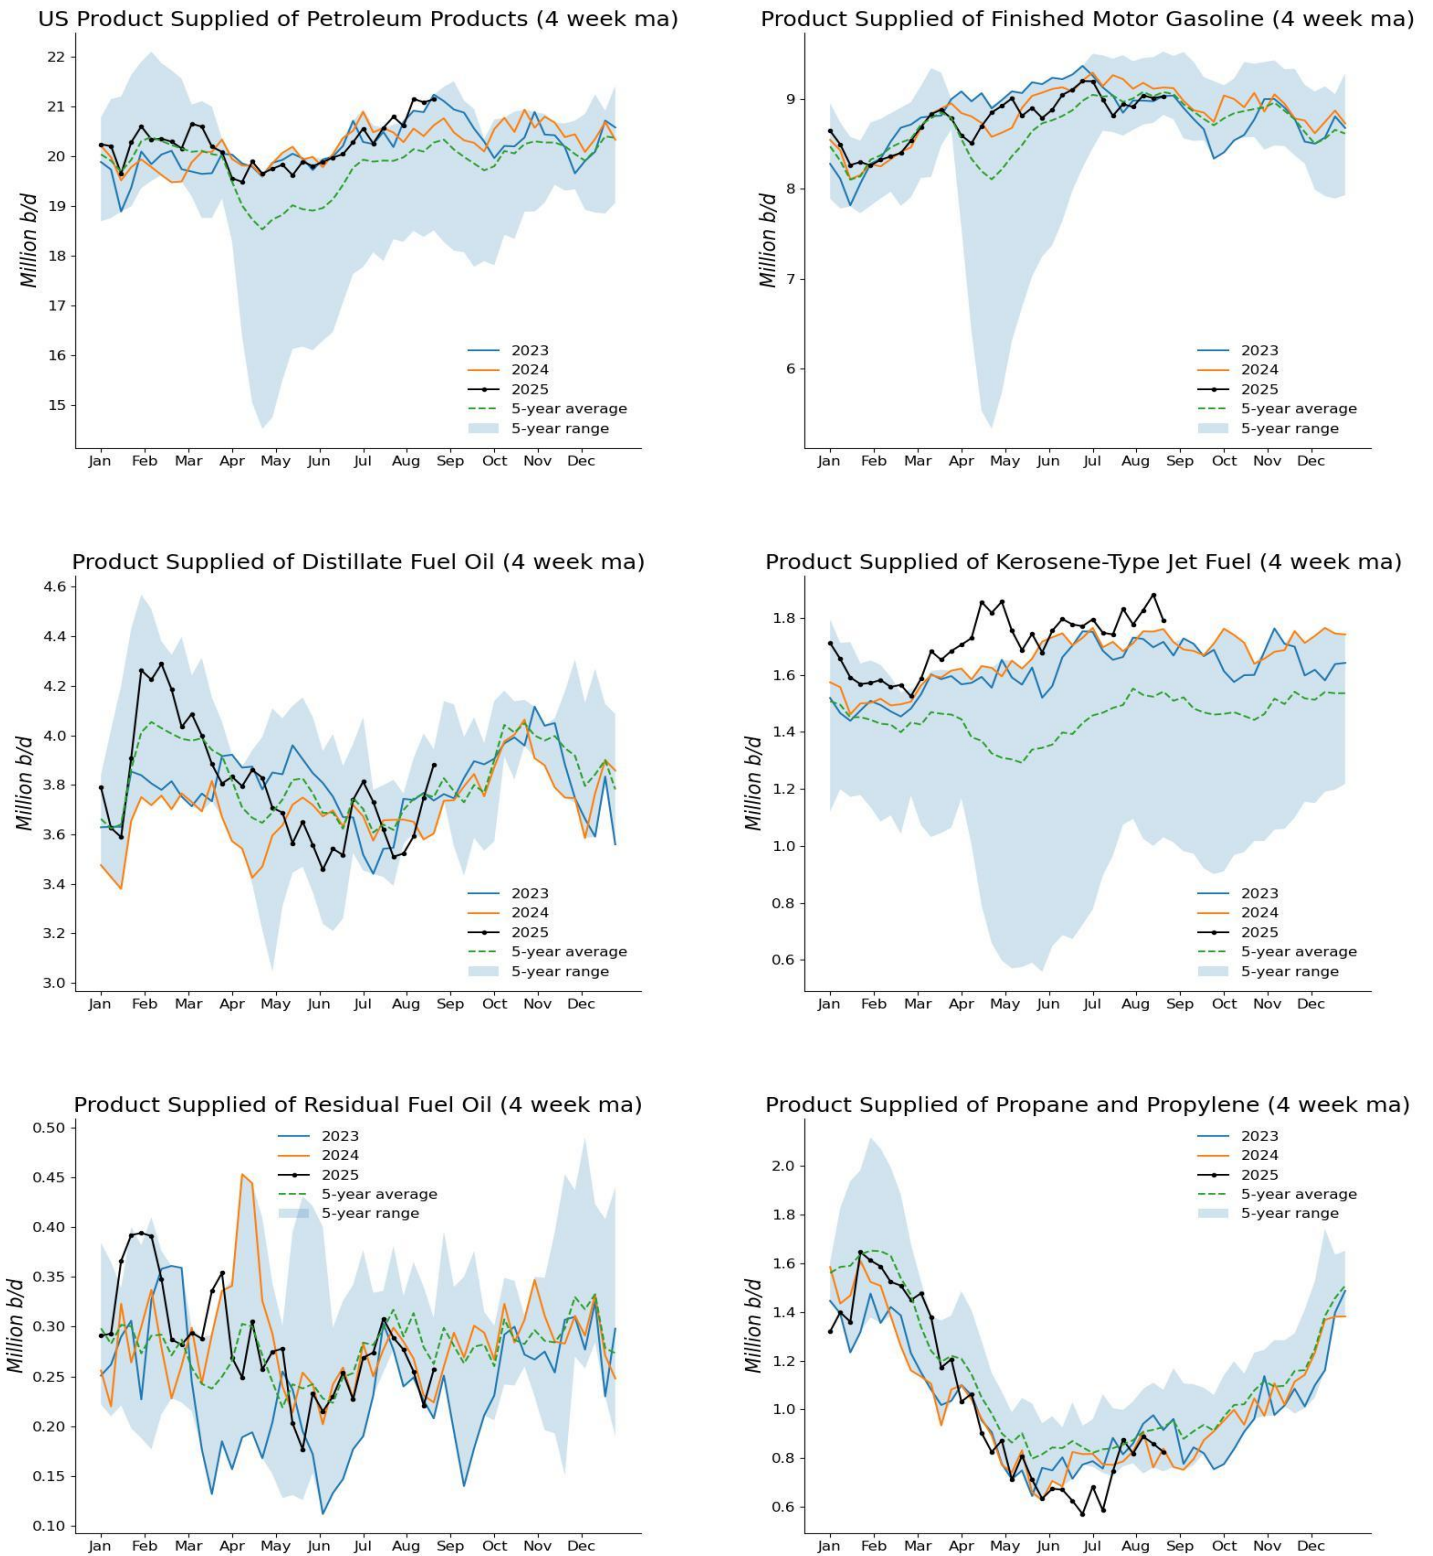 US Product Supplied of Petroleum Products (4 week ma)
Million b/d
22
21
20
19
18
17
16
15
2023
2024
2025
5-year average
5-year range
Jan Feb Mar Apr May Jun Jul Aug Sep Oct Nov Dec
Product Supplied of Finished Motor Gasoline (4 week ma)
Million b/d
9
8
7
6
2023
2024
2025
5-year average
5-year range
Jan Feb Mar Apr May Jun Jul Aug Sep Oct Nov Dec
Product Supplied of Distillate Fuel Oil (4 week ma)
Million b/d
4.6
4.4
4.2
4.0
3.8
3.6
3.4
3.2
3.0
2023
2024
2025
5-year average
5-year range
Jan Feb Mar Apr May Jun Jul Aug Sep Oct Nov Dec
Product Supplied of Kerosene-Type Jet Fuel (4 week ma)
Million b/d
1.8
1.6
1.4
1.2
1.0
0.8
0.6
2023
2024
2025
5-year average
5-year range
Jan Feb Mar Apr May Jun Jul Aug Sep Oct Nov Dec
Product Supplied of Residual Fuel Oil (4 week ma)
Million b/d
0.50
0.45
0.40
0.35
0.30
0.25
0.20
0.15
0.10
2023
2024
2025
5-year average
5-year range
Jan Feb Mar Apr May Jun Jul Aug Sep Oct Nov Dec
Product Supplied of Propane and Propylene (4 week ma)
Million b/d
2.0
1.8
1.6
1.4
1.2
1.0
0.8
0.6
2023
2024
2025
5-year average
5-year range
Jan Feb Mar Apr May Jun Jul Aug Sep Oct Nov Dec